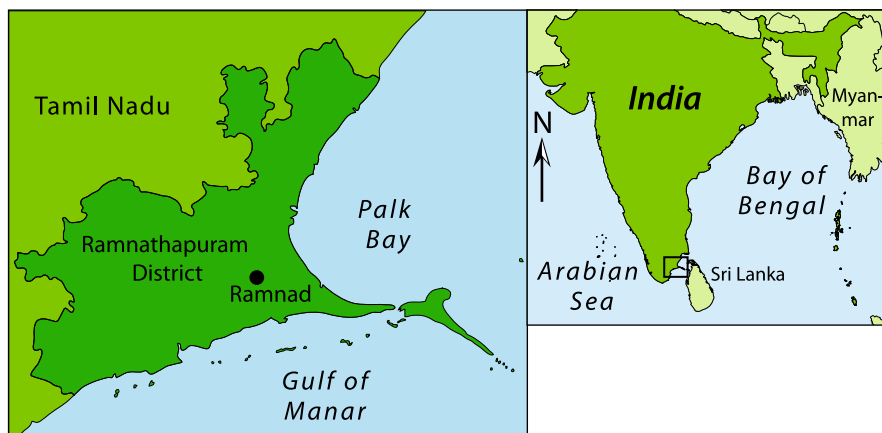 Tamil Nadu
Palk
Bay
Ramnathapuram
District
Ramnad
Gulf of
Manar
India
Myan-
mar
N
Bay of
Bengal
Arabian
Sea
Sri Lanka